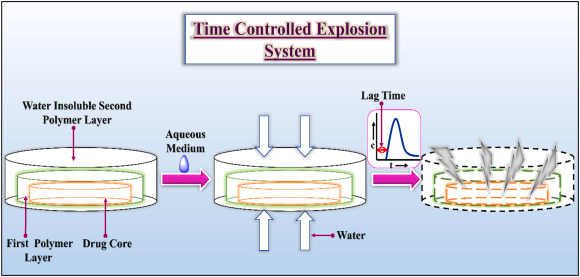 Time Controlled Explosion
System
Water Insoluble Second
Polymer Layer
Aqueous
Medium
Lag Time
c
t
First Polymer
Layer
Drug Core
Water